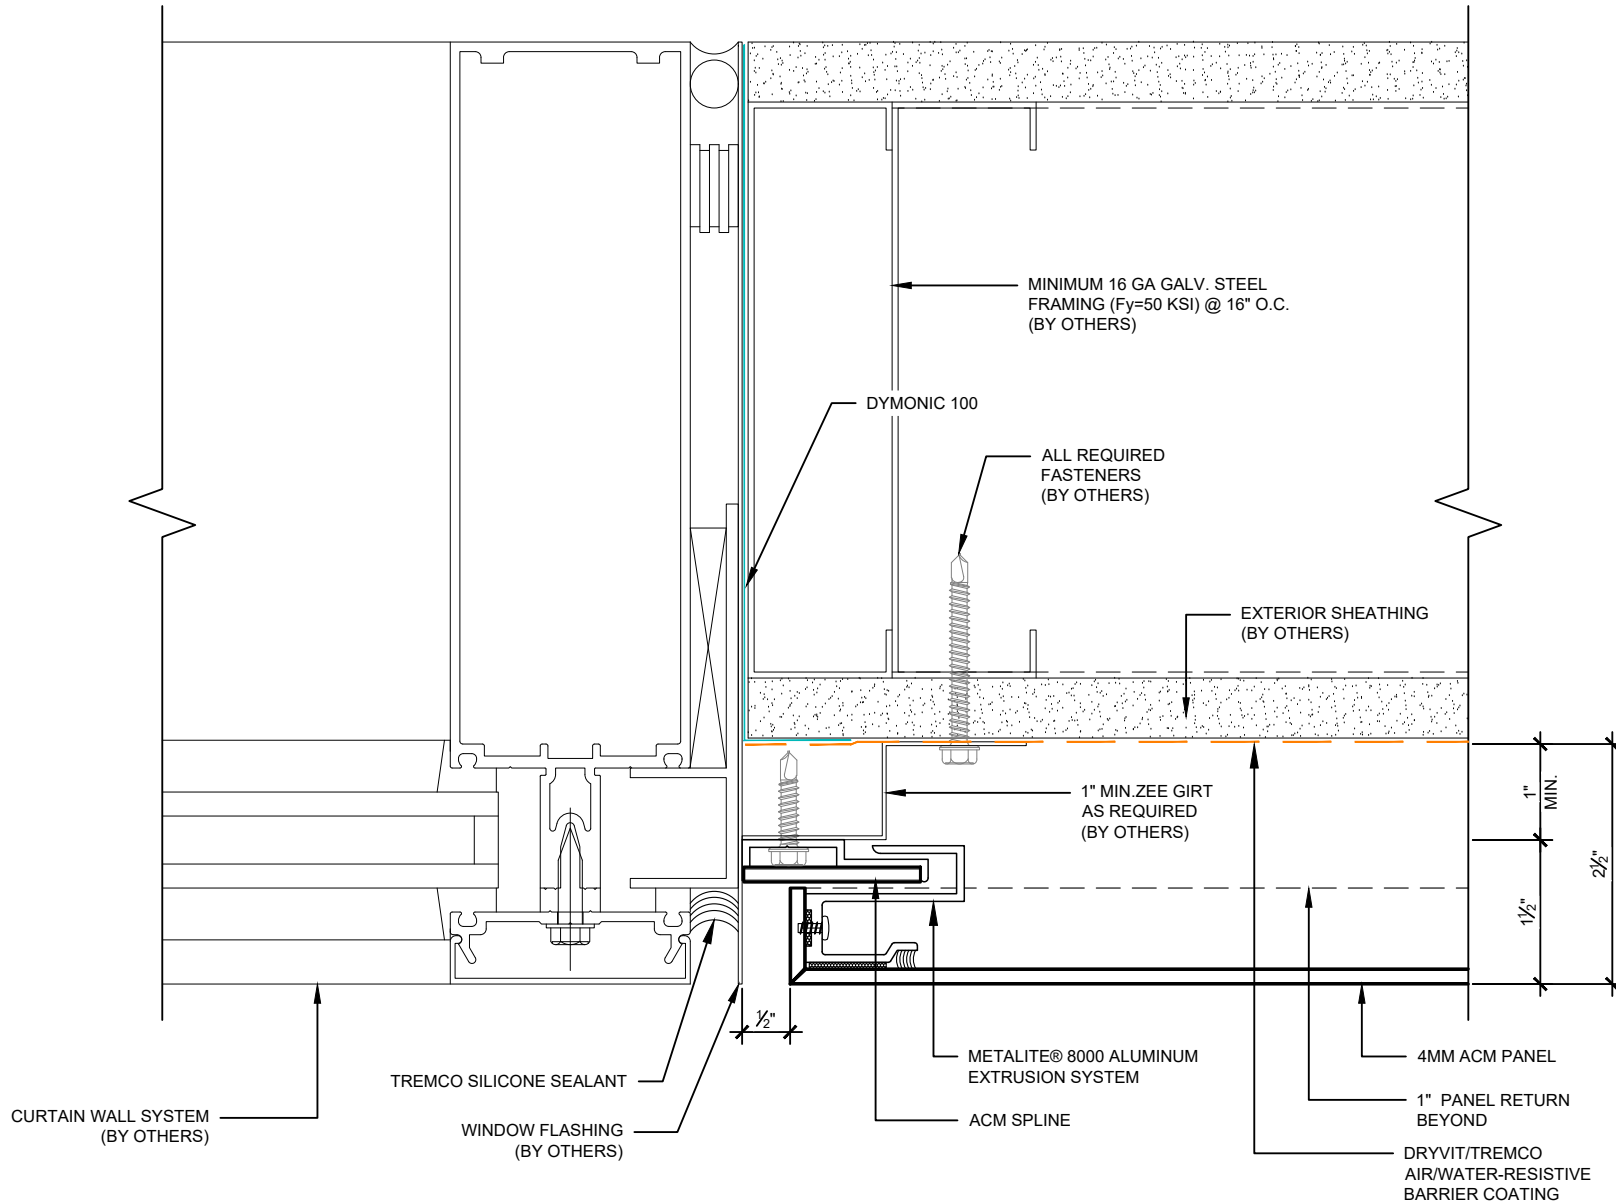 MINIMUM 16 GA GALV. STEEL
FRAMING (Fy=50 KSI) @ 16" O.C.
(BY OTHERS)
DYMONIC 100
ALL REQUIRED
FASTENERS
(BY OTHERS)
EXTERIOR SHEATHING
(BY OTHERS)
1" MIN.ZEE GIRT
AS REQUIRED
(BY OTHERS)
1"
MIN.
2½"
1½"
½"
METALITE® 8000 ALUMINUM
EXTRUSION SYSTEM
4MM ACM PANEL
TREMCO SILICONE SEALANT
CURTAIN WALL SYSTEM
(BY OTHERS)
WINDOW FLASHING
(BY OTHERS)
ACM SPLINE
1" PANEL RETURN
BEYOND
DRYVIT/TREMCO
AIR/WATER-RESISTIVE
BARRIER COATING